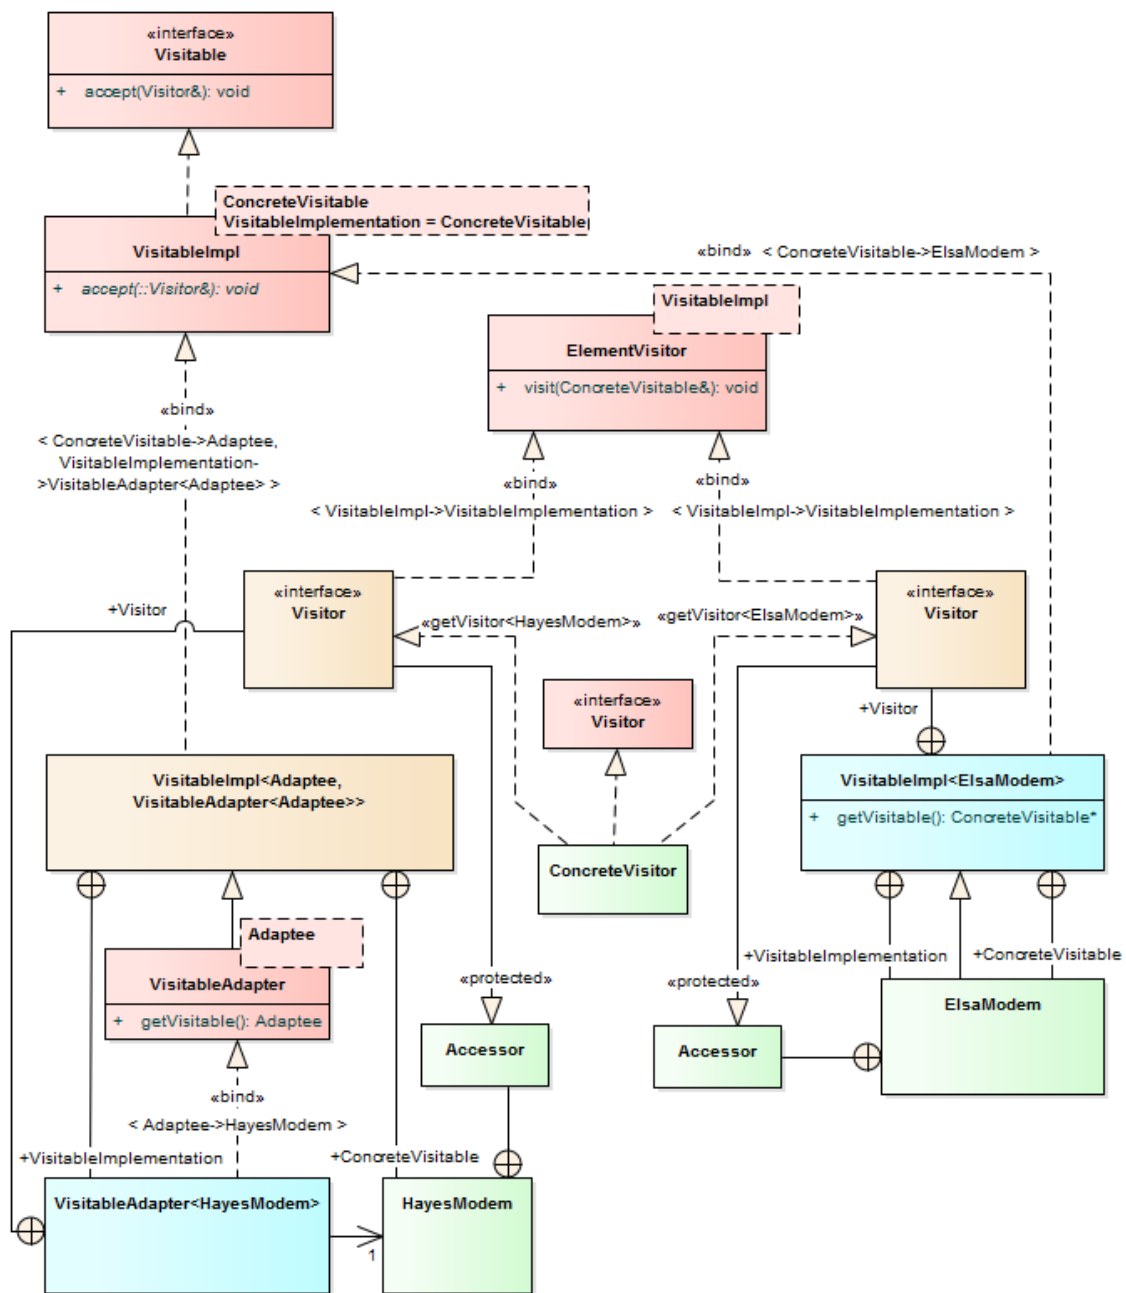 «interface»
Visitable
+ accept(Visitor&): void
ConcreteVisitable
VisitableImplementation = ConcreteVisitable
VisitableImpl
+ accept(::Visitor&): void
«bind» < ConcreteVisitable->ElsaModem >
VisitableImpl
ElementVisitor
+ visit(ConcreteVisitable&): void
«bind»
< ConcreteVisitable->Adaptee,
VisitableImplementation-
>VisitableAdapter<Adaptee> >
«bind»
< VisitableImpl->VisitableImplementation >
«bind»
< VisitableImpl->VisitableImplementation >
+Visitor
«interface»
Visitor
«getVisitor<HayesModem>»
«getVisitor<ElsaModem>»
«interface»
Visitor
«interface»
Visitor
+Visitor
VisitableImpl<Adaptee,
VisitableAdapter<Adaptee>>
VisitableImpl<ElsaModem>
+ getVisitable(): ConcreteVisitable*
ConcreteVisitor
Adaptee
VisitableAdapter
+ getVisitable(): Adaptee
«protected»
Accessor
+VisitableImplementation
+ConcreteVisitable
«protected»
Accessor
ElsaModem
«bind»
< Adaptee->HayesModem >
+VisitableImplementation
+ConcreteVisitable
VisitableAdapter<HayesModem>
1
HayesModem